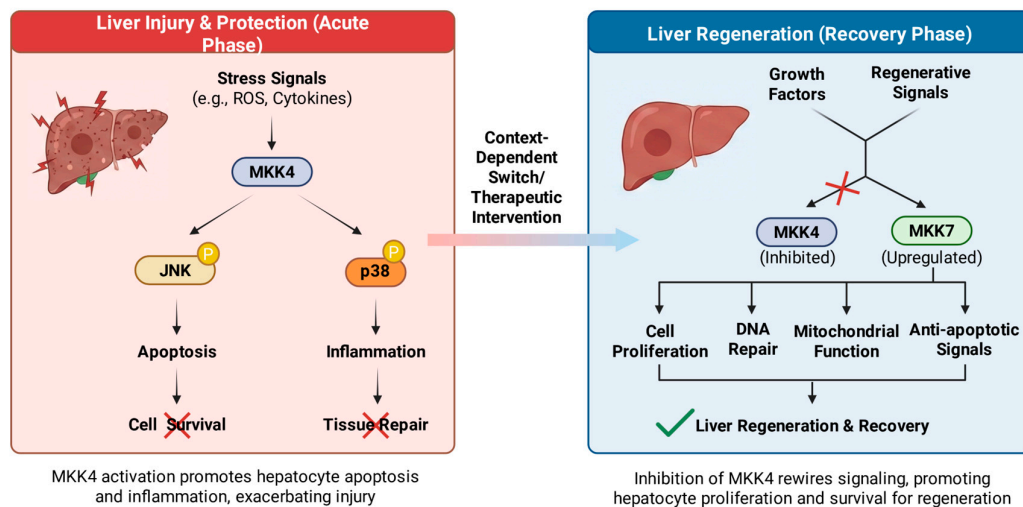 Liver Injury & Protection (Acute
Phase)
Stress Signals
(e.g., ROS, Cytokines)
MKK4
P
JNK
P
p38
Apoptosis
Inflammation
Cell Survival
Tissue Repair
MKK4 activation promotes hepatocyte apoptosis
and inflammation, exacerbating injury
Context-
Dependent
Switch/
Therapeutic
Intervention
Liver Regeneration (Recovery Phase)
Growth
Factors
Regenerative
Signals
MKK4
(Inhibited)
MKK7
(Upregulated)
Cell
Proliferation
DNA
Repair
Mitochondrial
Function
Anti-apoptotic
Signals
Liver Regeneration & Recovery
Inhibition of MKK4 rewires signaling, promoting
hepatocyte proliferation and survival for regeneration